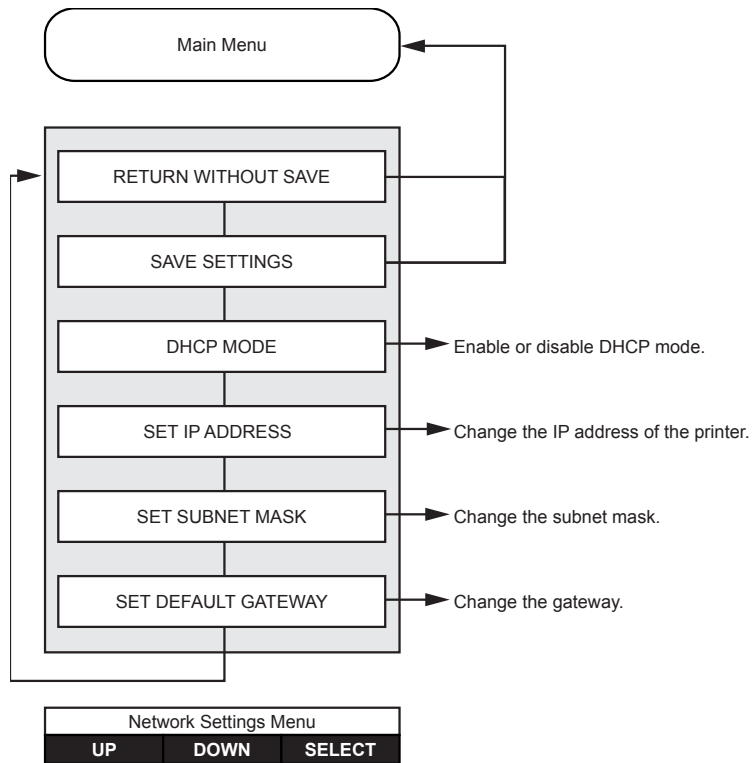 Main Menu
RETURN WITHOUT SAVE
SAVE SETTINGS
DHCP MODE
Enable or disable DHCP mode.
SET IP ADDRESS
Change the IP address of the printer.
SET SUBNET MASK
Change the subnet mask.
SET DEFAULT GATEWAY
Change the gateway.
Network Settings Menu
UP DOWN SELECT